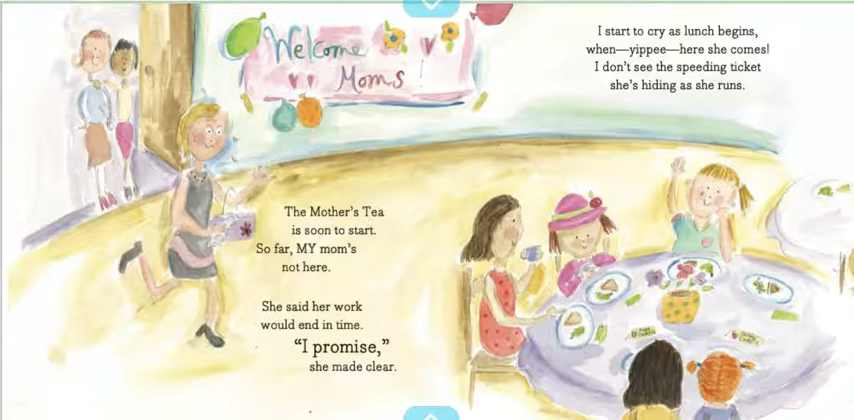 Welcome
Moms
The Mother's Tea
is soon to start.
So far, MY mom's
not here.
She said her work
would end in time.
"I promise,"
she made clear.
I start to cry as lunch begins,
when—yippee—here she comes!
I don't see the speeding ticket
she's hiding as she runs.